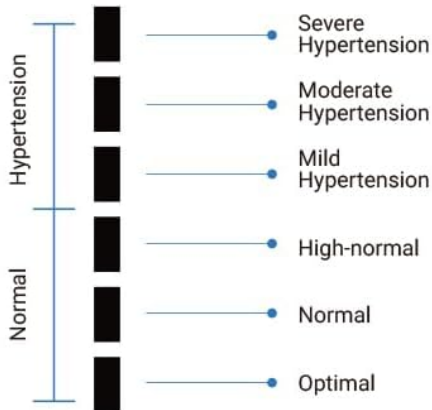 Hypertension
Normal
Severe
Hypertension
Moderate
Hypertension
Mild
Hypertension
High-normal
Normal
Optimal